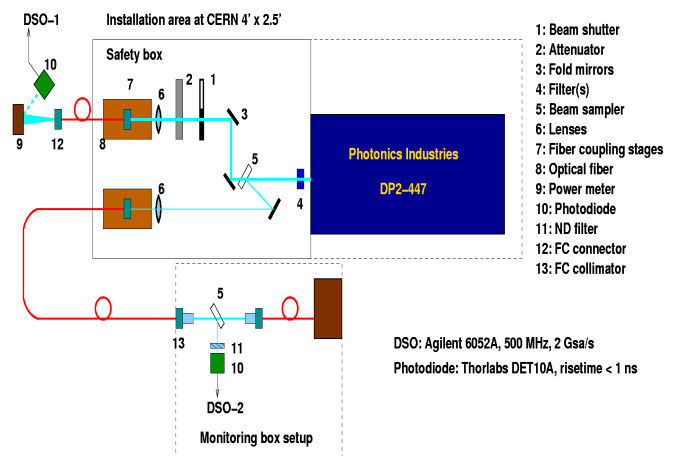 DSO-1
Installation area at CERN 4' x 2.5'
Safety box
10
7
6
2
1
3
9
12
8
5
4
6
Photonics Industries
DP2-447
1: Beam shutter
2: Attenuator
3: Fold mirrors
4: Filter(s)
5: Beam sampler
6: Lenses
7: Fiber coupling stages
8: Optical fiber
9: Power meter
10: Photodiode
11: ND filter
12: FC connector
13: FC collimator
5
13
11
10
DSO-2
Monitoring box setup
DSO: Agilent 6052A, 500 MHz, 2 Gsa/s
Photodiode: Thorlabs DET10A, risetime < 1 ns